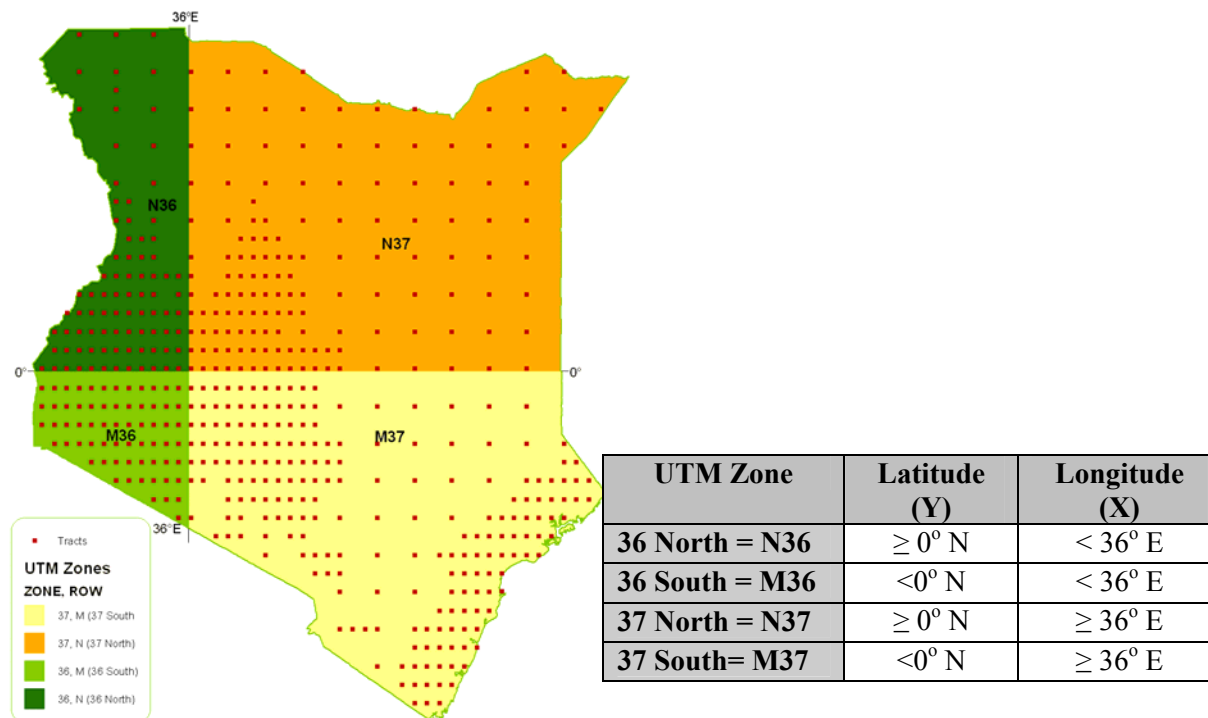 36°E
N36
N37
0°
0°
M36
M37
36°E
Tracts
UTM Zones
ZONE, ROW
37, M (37 South
37, N (37 North)
36, M (36 South)
36, N (36 North)
UTM Zone Latitude (Y) Longitude (X)
36 North = N36 ≥ 0° N < 36° E
36 South = M36 <0° N < 36° E
37 North = N37 ≥ 0° N ≥ 36° E
37 South= M37 <0° N ≥ 36° E